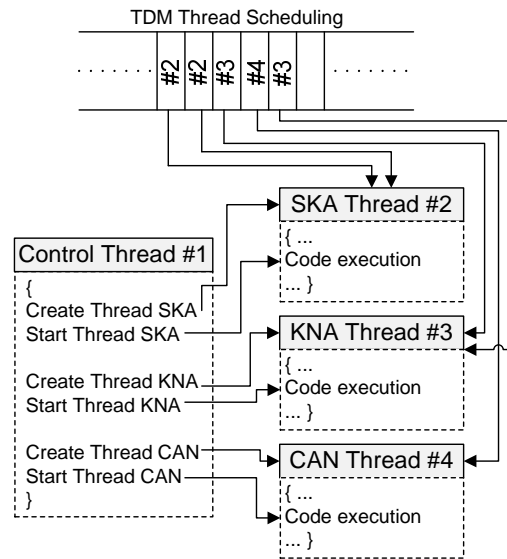 TDM Thread Scheduling
. . . . . . . #2 #2 #3 #4 #3 . . . . . . .
SKA Thread #2
{ ...
Code execution
... }
Control Thread #1
{
Create Thread SKA
Start Thread SKA
Create Thread KNA
Start Thread KNA
Create Thread CAN
Start Thread CAN
}
KNA Thread #3
{ ...
Code execution
... }
CAN Thread #4
{ ...
Code execution
... }